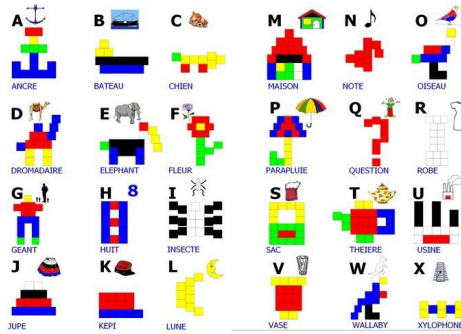 A B C M N O
ANCRE BATEAU CHIEN MAISON NOTE OISEAU
D E F P Q R
DROMADAIRE ELEPHANT FLEUR PARAPLUIE QUESTION ROBE
G H 8 I S T U
GEANT HUIT INSECTE SAC THEIERE USINE
J K L V W X
JUPE KEPI LUNE VASE WALLABY XYLOPHONE